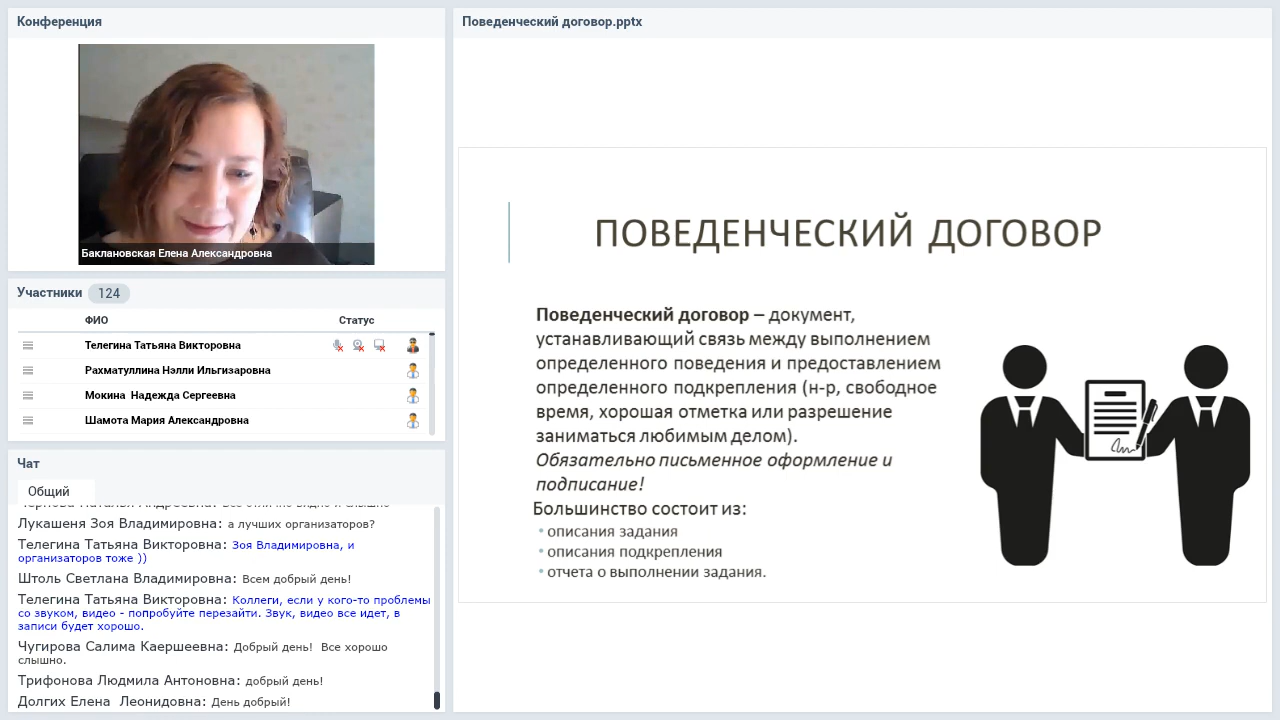 Конференция
Баклановская Елена Александровна
Участники 124
ФИО Статус
Телегина Татьяна Викторовна
Рахматуллина Нэлли Ильгизаровна
Мокина Надежда Сергеевна
Шамота Мария Александровна
Чат
Общий
Лукашеня Зоя Владимировна: а лучших организаторов?
Телегина Татьяна Викторовна: Зоя Владимировна, и
организаторов тоже ))
Штоль Светлана Владимировна: Всем добрый день!
Телегина Татьяна Викторовна: Коллеги, если у кого-то проблемы
со звуком, видео - попробуйте перезайти. Звук, видео все идет, в
записи будет хорошо.
Чугирова Салима Каершеевна: Добрый день! Все хорошо
слышно.
Трифонова Людмила Антоновна: добрый день!
Долгих Елена Леонидовна: День добрый!
Поведенческий договор.pptx
ПОВЕДЕНЧЕСКИЙ ДОГОВОР
Поведенческий договор – документ,
устанавливающий связь между выполнением
определенного поведения и предоставлением
определенного подкрепления (н-р, свободное
время, хорошая отметка или разрешение
заниматься любимым делом).
Обязательно письменное оформление и
подписание!
Большинство состоит из:
• описания задания
• описания подкрепления
• отчета о выполнении задания.